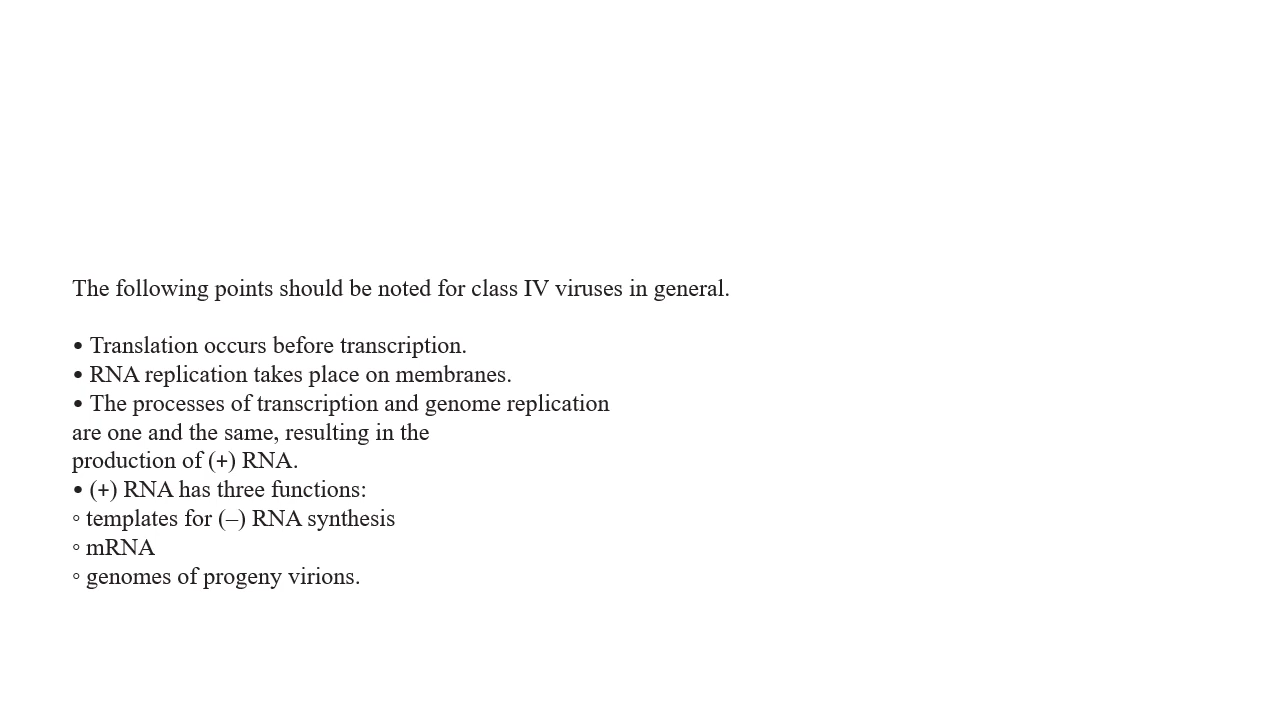 The following points should be noted for class IV viruses in general.
• Translation occurs before transcription.
• RNA replication takes place on membranes.
• The processes of transcription and genome replication
are one and the same, resulting in the
production of (+) RNA.
• (+) RNA has three functions:
◦ templates for (–) RNA synthesis
◦ mRNA
◦ genomes of progeny virions.